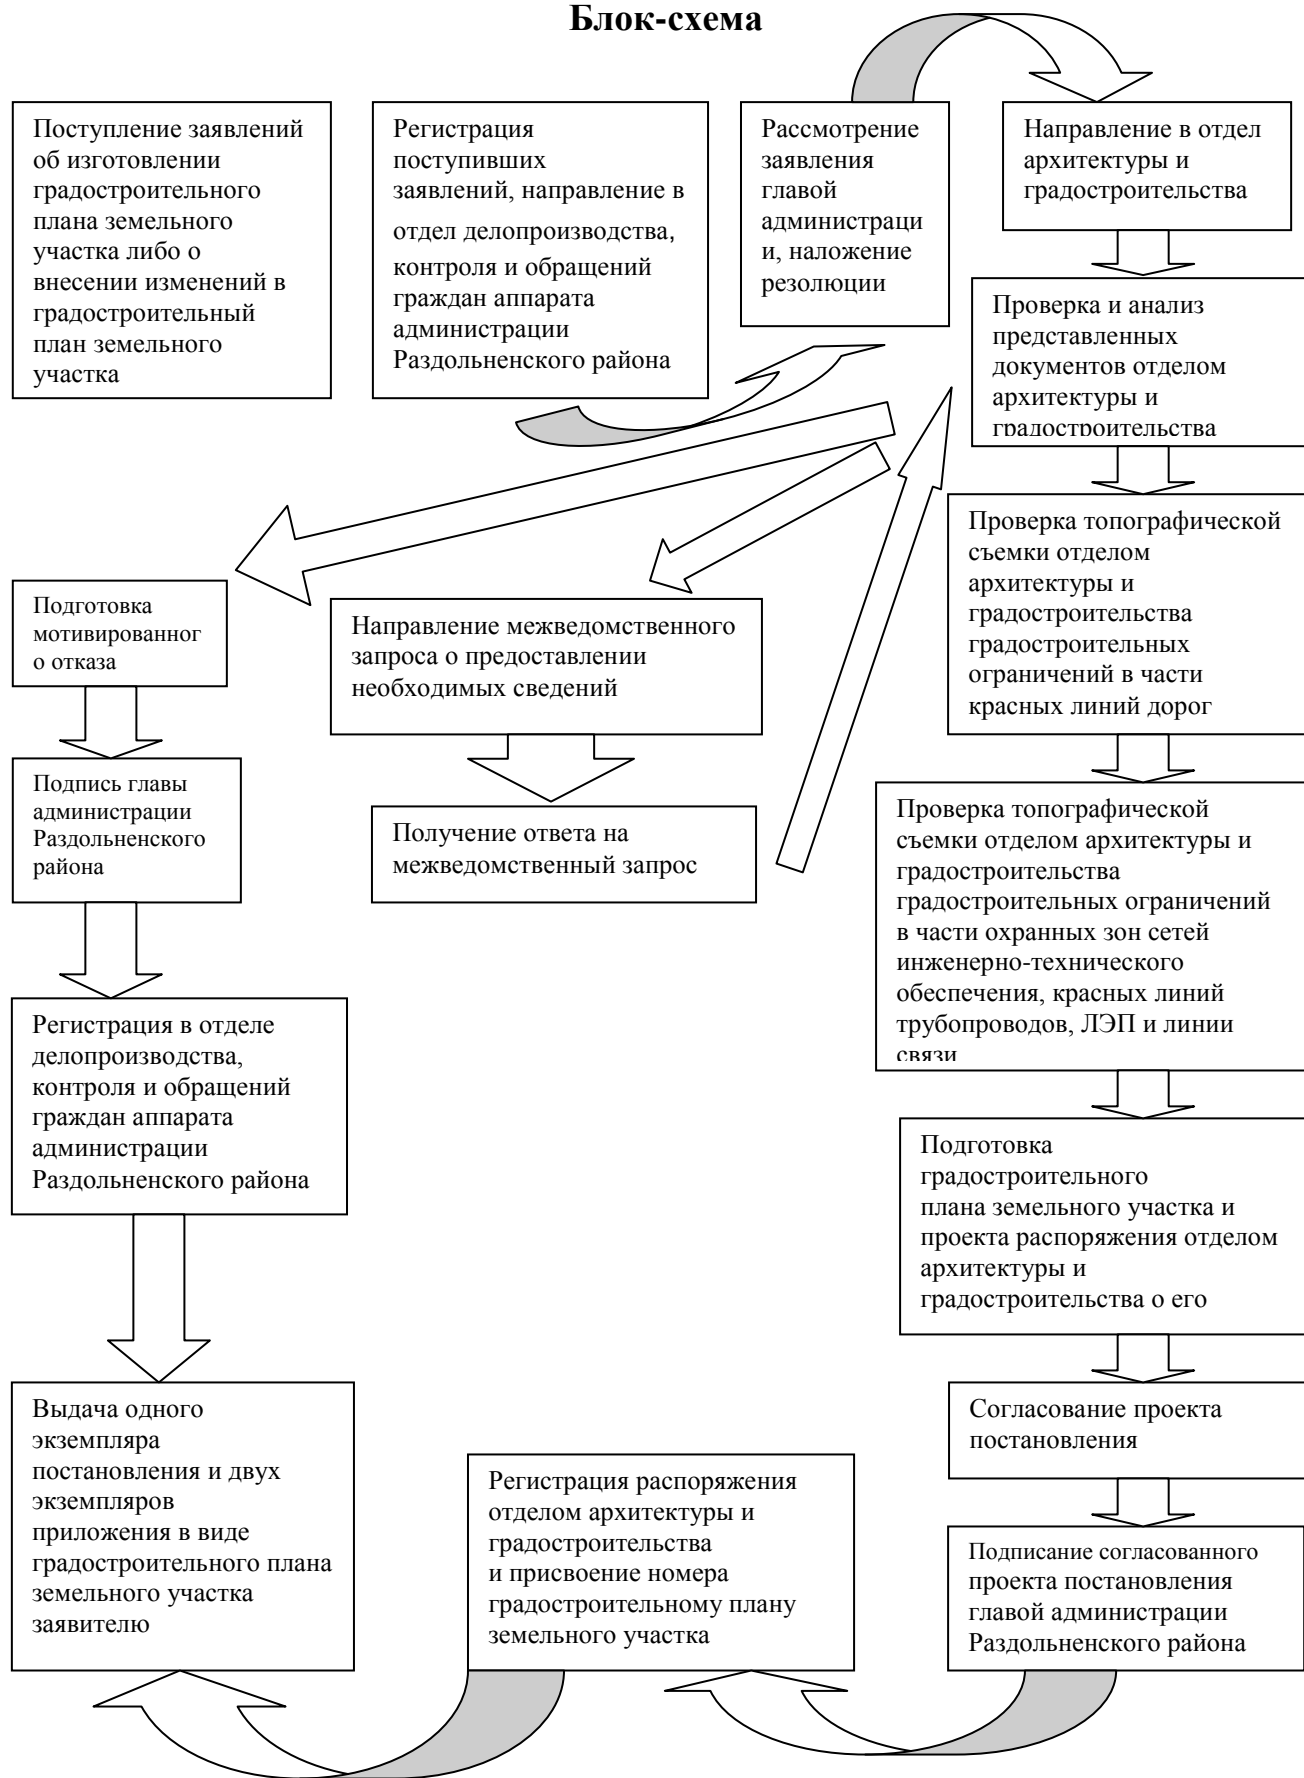 Блок-схема
Поступление заявлений
об изготовлении
градостроительного
плана земельного
участка либо о
внесении изменений в
градостроительный
план земельного
участка
Регистрация
поступивших
заявлений, направление в
отдел делопроизводства,
контроля и обращений
граждан аппарата
администрации
Раздольненского района
Рассмотрение
заявления
главой
администраци
и, наложение
резолюции
Направление в отдел
архитектуры и
градостроительства
Проверка и анализ
представленных
документов отделом
архитектуры и
градостроительства
Проверка топографической
съемки отделом
архитектуры и
градостроительства
градостроительных
ограничений в части
красных линий дорог
Подготовка
мотивированног
о отказа
Направление межведомственного
запроса о предоставлении
необходимых сведений
Подпись главы
администрации
Раздольненского
района
Получение ответа на
межведомственный запрос
Проверка топографической
съемки отделом архитектуры и
градостроительства
градостроительных ограничений
в части охранных зон сетей
инженерно-технического
обеспечения, красных линий
трубопроводов, ЛЭП и линии
связи
Регистрация в отделе
делопроизводства,
контроля и обращений
граждан аппарата
администрации
Раздольненского района
Подготовка
градостроительного
плана земельного участка и
проекта распоряжения отделом
архитектуры и
градостроительства о его
Выдача одного
экземпляра
постановления и двух
экземпляров
приложения в виде
градостроительного плана
земельного участка
заявителю
Регистрация распоряжения
отделом архитектуры и
градостроительства
и присвоение номера
градостроительному плану
земельного участка
Согласование проекта
постановления
Подписание согласованного
проекта постановления
главой администрации
Раздольненского района